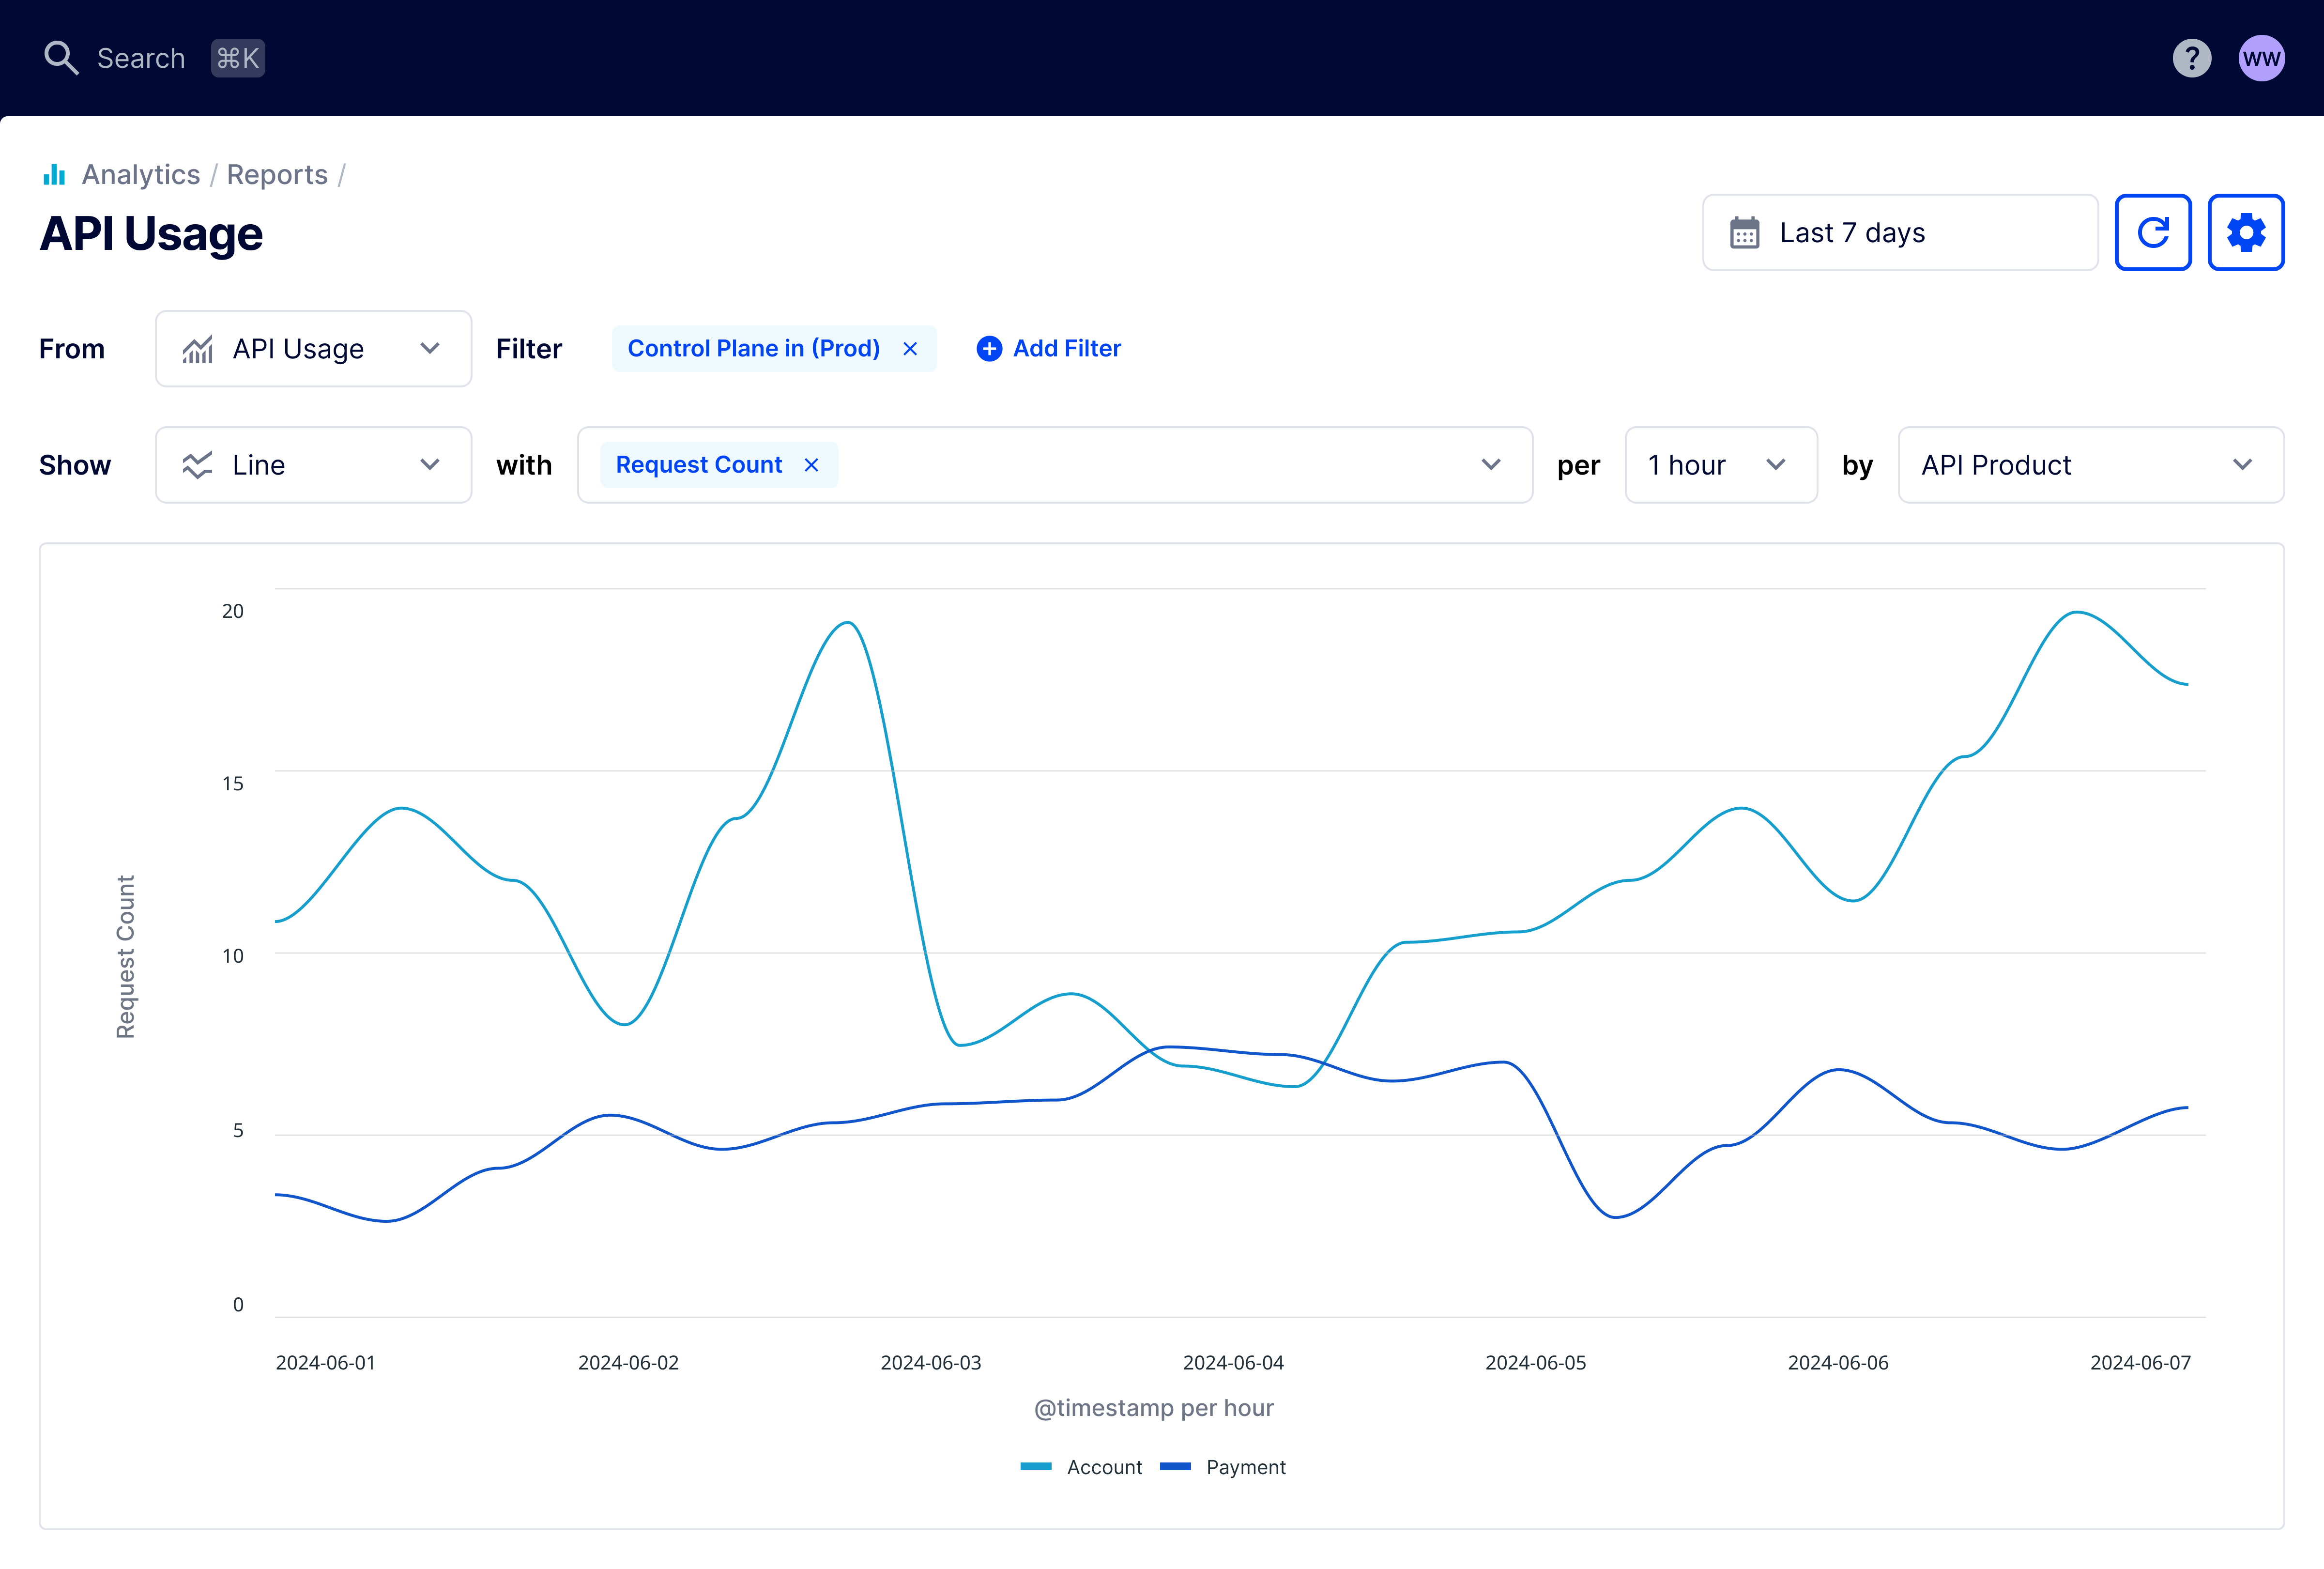 Search ⌘K
? WW
Analytics / Reports /
API Usage
Last 7 days
From API Usage Filter Control Plane in (Prod) Add Filter
Show Line with Request Count per 1 hour by API Product
20
15
10
5
0
Request Count
2024-06-01 2024-06-02 2024-06-03 2024-06-04 2024-06-05 2024-06-06 2024-06-07
@timestamp per hour
Account Payment